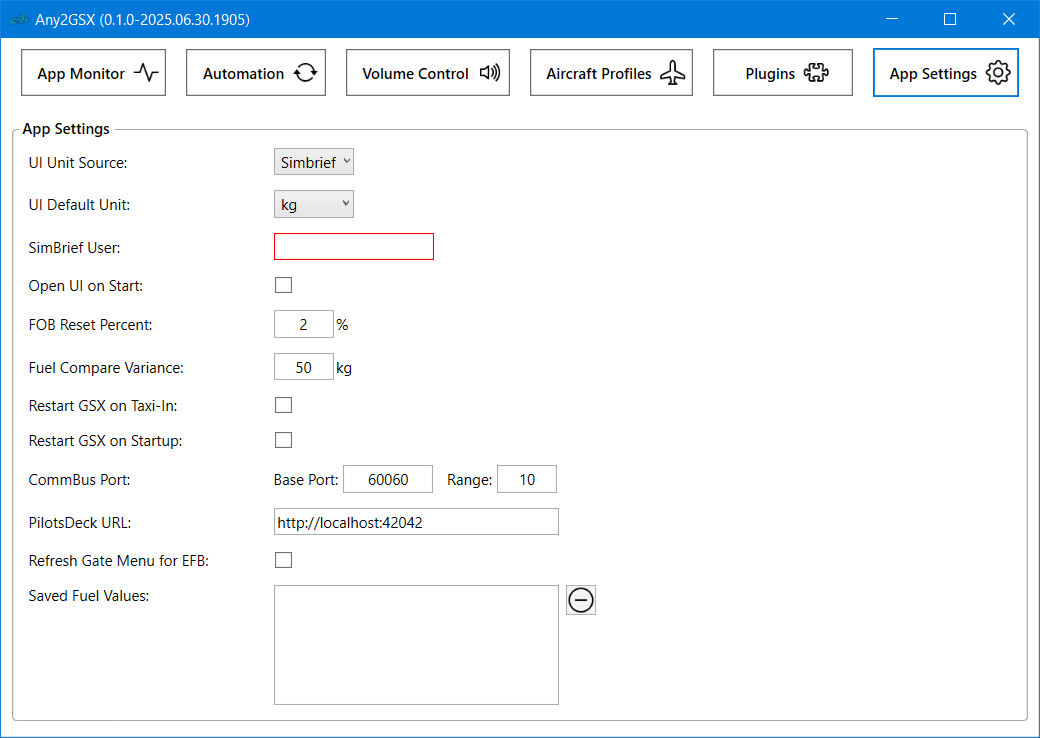 Any2GSX (0.1.0-2025.06.30.1905)
App Monitor Automation Volume Control Aircraft Profiles Plugins App Settings
App Settings
UI Unit Source: Simbrief
UI Default Unit: kg
SimBrief User:
Open UI on Start:
FOB Reset Percent: 2 %
Fuel Compare Variance: 50 kg
Restart GSX on Taxi-In:
Restart GSX on Startup:
CommBus Port: Base Port: 60060 Range: 10
PilotsDeck URL: http://localhost:42042
Refresh Gate Menu for EFB:
Saved Fuel Values: